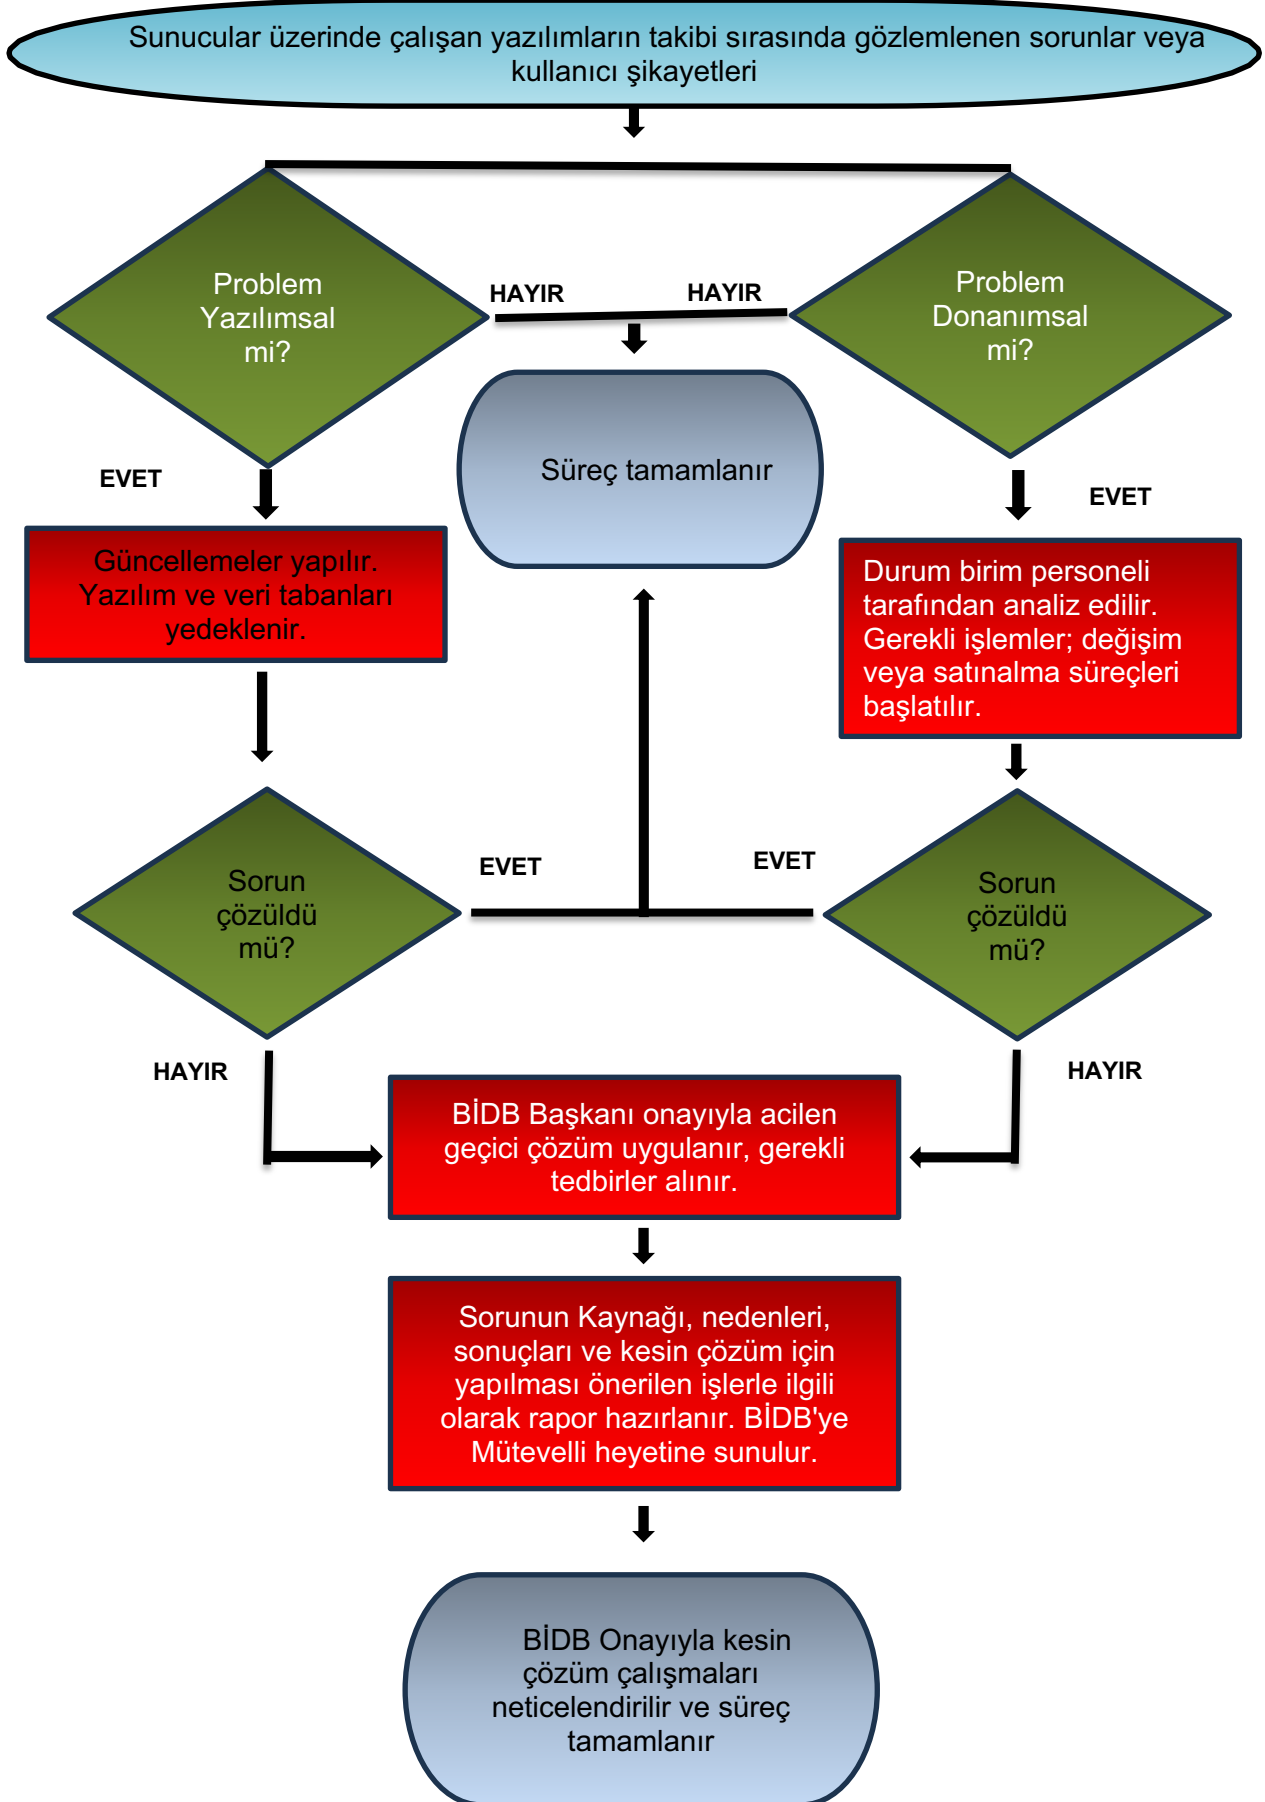 Sunucular üzerinde çalışan yazılımların takibi sırasında gözlemlenen sorunlar veya
kullanıcı şikayetleri
Problem
Yazılımsal
mi?
HAYIR
HAYIR
Problem
Donanımsal
mi?
Süreç tamamlanır
EVET
EVET
Güncellemeler yapılır.
Yazılım ve veri tabanları
yedeklenir.
Durum birim personeli
tarafından analiz edilir.
Gerekli işlemler; değişim
veya satınalma süreçleri
başlatılır.
Sorun
çözüldü
mü?
EVET
EVET
Sorun
çözüldü
mü?
HAYIR
HAYIR
BİDB Başkanı onayıyla acilen
geçici çözüm uygulanır, gerekli
tedbirler alınır.
Sorunun Kaynağı, nedenleri,
sonuçları ve kesin çözüm için
yapılması önerilen işlerle ilgili
olarak rapor hazırlanır. BİDB'ye
Mütevelli heyetine sunulur.
BİDB Onayıyla kesin
çözüm çalışmaları
neticelendirilir ve süreç
tamamlanır